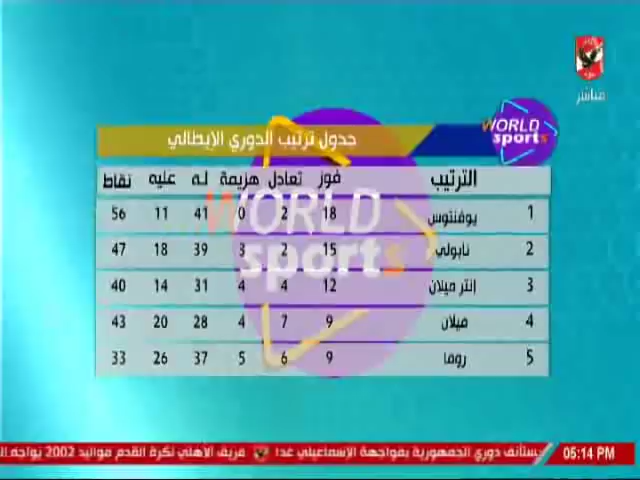 مباشر
WORLD
sports
جدول ترتيب الدوري الإيطالي
الترتيب فوز تعادل هزيمة له عليه نقاط
1 يوفنتوس 18 2 0 41 11 56
2 نابولي 15 2 3 39 18 47
3 إنتر ميلان 12 4 4 31 14 40
4 ميلان 9 7 4 28 20 43
5 روما 9 6 5 37 26 33
WORLD
sports
يستأنف دوري الجمهورية بمواجهة الإسماعيلي غدا فريق الأهلي لكرة القدم مواليد 2002 يواجه
05:14 PM